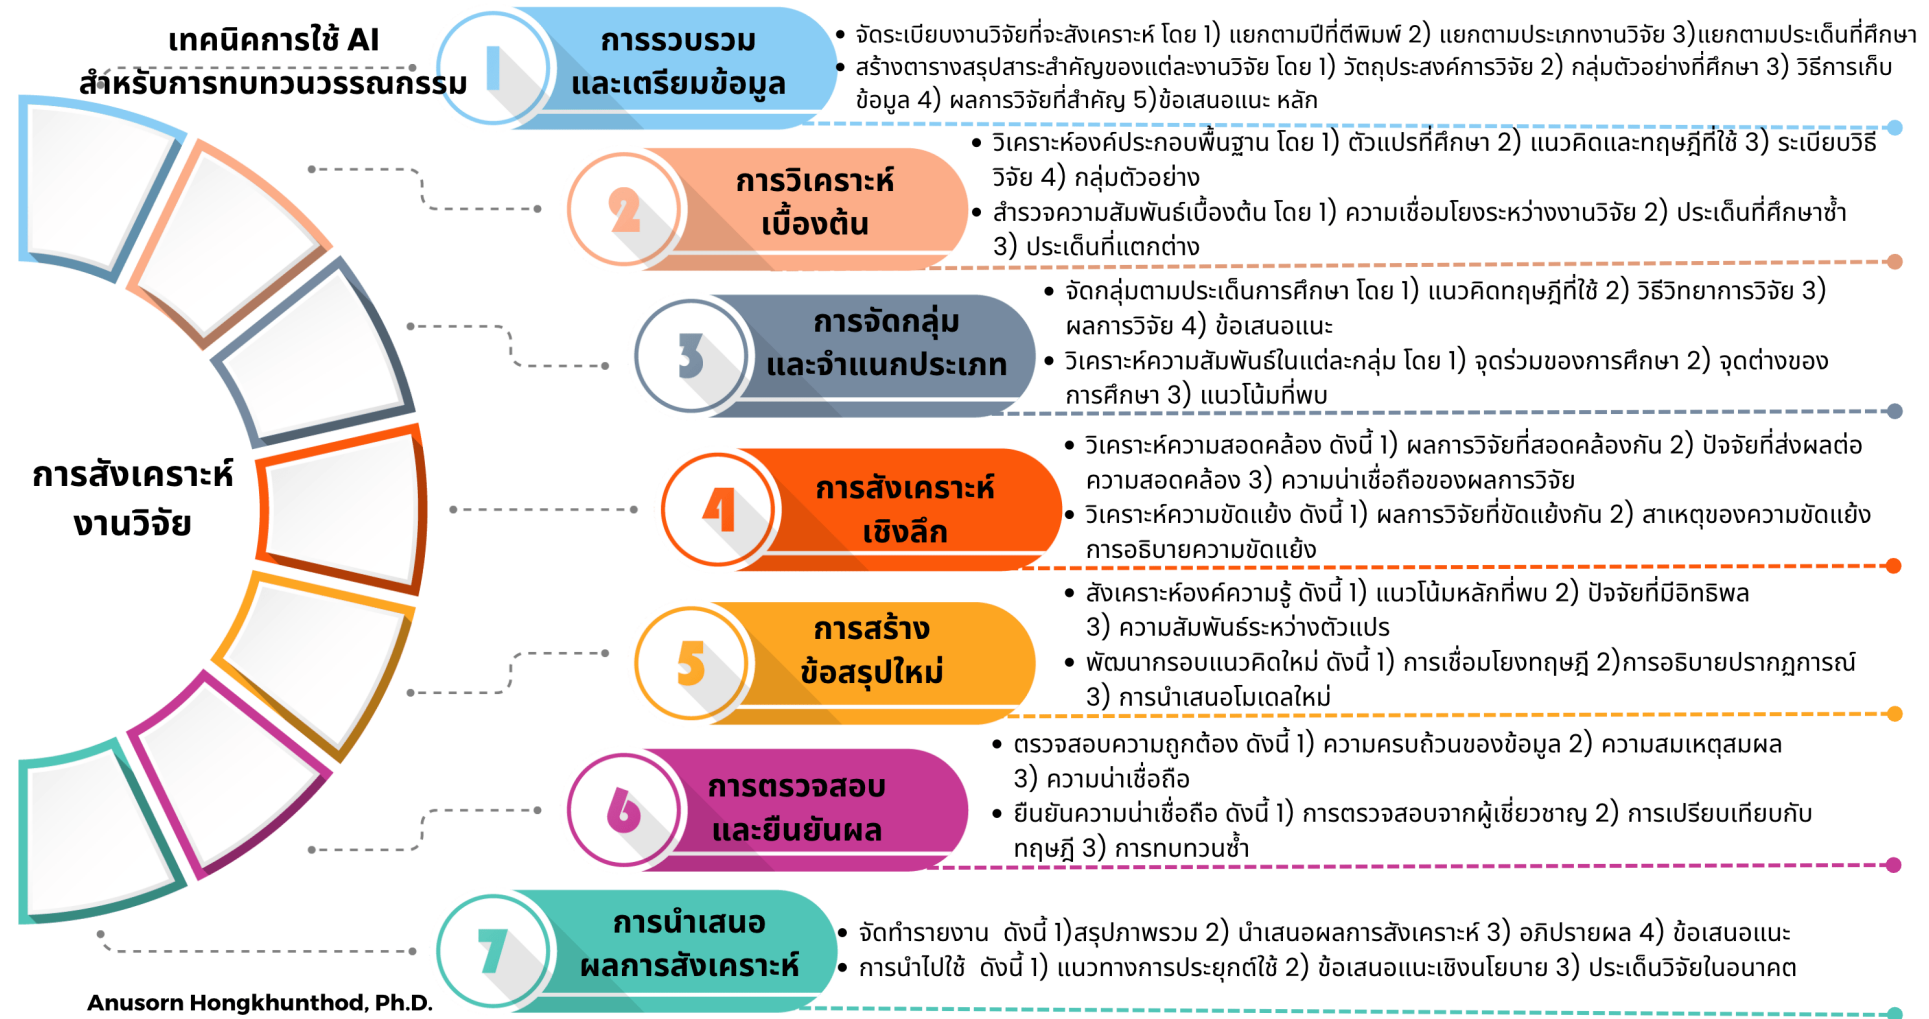 เทคนิคการใช้ AI
สำหรับการทบทวนวรรณกรรม
การสังเคราะห์
งานวิจัย
1
การรวบรวม
และเตรียมข้อมูล
• จัดระเบียบงานวิจัยที่จะสังเคราะห์ โดย 1) แยกตามปีที่ตีพิมพ์ 2) แยกตามประเภทงานวิจัย 3)แยกตามประเด็นที่ศึกษา
• สร้างตารางสรุปสาระสำคัญของแต่ละงานวิจัย โดย 1) วัตถุประสงค์การวิจัย 2) กลุ่มตัวอย่างที่ศึกษา 3) วิธีการเก็บ
ข้อมูล 4) ผลการวิจัยที่สำคัญ 5)ข้อเสนอแนะ หลัก
2
การวิเคราะห์
เบื้องต้น
• วิเคราะห์องค์ประกอบพื้นฐาน โดย 1) ตัวแปรที่ศึกษา 2) แนวคิดและทฤษฎีที่ใช้ 3) ระเบียบวิธี
วิจัย 4) กลุ่มตัวอย่าง
• สำรวจความสัมพันธ์เบื้องต้น โดย 1) ความเชื่อมโยงระหว่างงานวิจัย 2) ประเด็นที่ศึกษาซ้ำ
3) ประเด็นที่แตกต่าง
3
การจัดกลุ่ม
และจำแนกประเภท
• จัดกลุ่มตามประเด็นการศึกษา โดย 1) แนวคิดทฤษฎีที่ใช้ 2) วิธีวิทยาการวิจัย 3)
ผลการวิจัย 4) ข้อเสนอแนะ
• วิเคราะห์ความสัมพันธ์ในแต่ละกลุ่ม โดย 1) จุดร่วมของการศึกษา 2) จุดต่างของ
การศึกษา 3) แนวโน้มที่พบ
4
การสังเคราะห์
เชิงลึก
• วิเคราะห์ความสอดคล้อง ดังนี้ 1) ผลการวิจัยที่สอดคล้องกัน 2) ปัจจัยที่ส่งผลต่อ
ความสอดคล้อง 3) ความน่าเชื่อถือของผลการวิจัย
• วิเคราะห์ความขัดแย้ง ดังนี้ 1) ผลการวิจัยที่ขัดแย้งกัน 2) สาเหตุของความขัดแย้ง
การอธิบายความขัดแย้ง
5
การสร้าง
ข้อสรุปใหม่
• สังเคราะห์องค์ความรู้ ดังนี้ 1) แนวโน้มหลักที่พบ 2) ปัจจัยที่มีอิทธิพล
3) ความสัมพันธ์ระหว่างตัวแปร
• พัฒนากรอบแนวคิดใหม่ ดังนี้ 1) การเชื่อมโยงทฤษฎี 2)การอธิบายปรากฏการณ์
3) การนำเสนอโมเดลใหม่
6
การตรวจสอบ
และยืนยันผล
• ตรวจสอบความถูกต้อง ดังนี้ 1) ความครบถ้วนของข้อมูล 2) ความสมเหตุสมผล
3) ความน่าเชื่อถือ
• ยืนยันความน่าเชื่อถือ ดังนี้ 1) การตรวจสอบจากผู้เชี่ยวชาญ 2) การเปรียบเทียบกับ
ทฤษฎี 3) การทบทวนซ้ำ
7
การนำเสนอ
ผลการสังเคราะห์
• จัดทำรายงาน ดังนี้ 1)สรุปภาพรวม 2) นำเสนอผลการสังเคราะห์ 3) อภิปรายผล 4) ข้อเสนอแนะ
• การนำไปใช้ ดังนี้ 1) แนวทางการประยุกต์ใช้ 2) ข้อเสนอแนะเชิงนโยบาย 3) ประเด็นวิจัยในอนาคต
Anusorn Hongkhunthod, Ph.D.